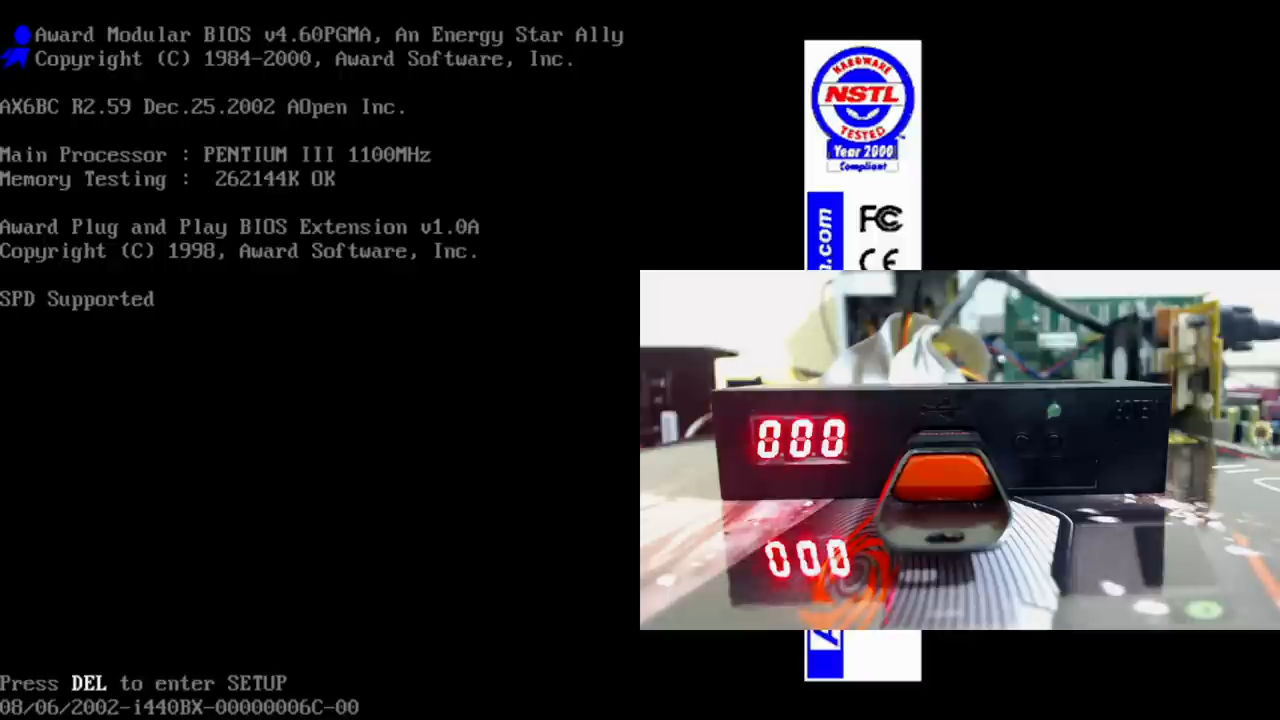 Award Modular BIOS v4.60PGMA, An Energy Star Ally
Copyright (C) 1984-2000, Award Software, Inc.
AX6BC R2.59 Dec.25.2002 AOpen Inc.
Main Processor : PENTIUM III 1100MHz
Memory Testing :  262144K OK
Award Plug and Play BIOS Extension v1.0A
Copyright (C) 1998, Award Software, Inc.
SPD Supported
Press DEL to enter SETUP
08/06/2002-i440BX-00000006C-00
HARDWARE
NSTL
TESTED
Year 2000
Compliant
FC
CE
.com
000
000